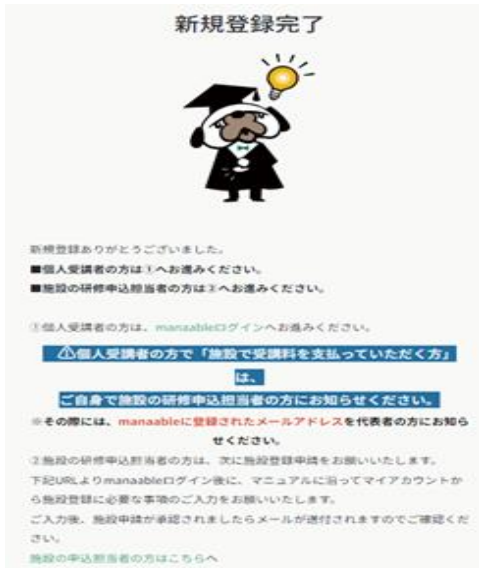 新規登録完了
新規登録ありがとうございました。
■個人受講者の方は①へお進みください。
■施設の研修申込担当者の方は②へお進みください。
①個人受講者の方は、manaableログインへお進みください。
⚠個人受講者の方で「施設で受講料を支払っていただく方」
は、
ご自身で施設の研修申込担当者の方にお知らせください。
※その際には、manaableに登録されたメールアドレスを代表者の方にお知ら
せください。
②施設の研修申込担当者の方は、次に施設登録申請をお願いいたします。
下記URLよりmanaableログイン後に、マニュアルに沿ってマイアカウントか
ら施設登録に必要な事項のご入力をお願いいたします。
ご入力後、施設申請が承認されましたらメールが送付されますのでご確認くだ
さい。
施設の申込担当者の方はこちらへ